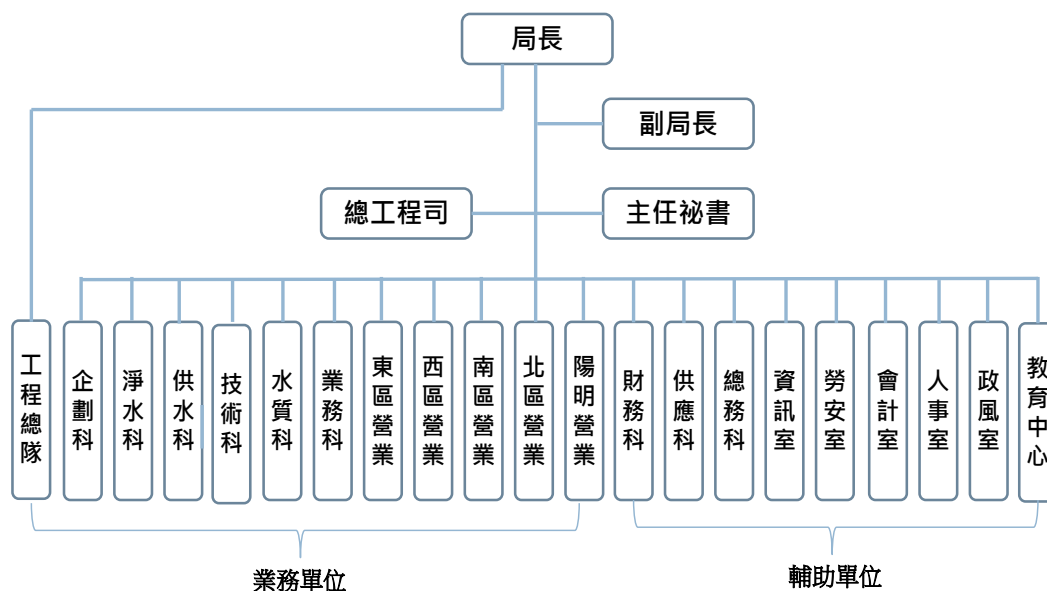 局長
副局長
總工程司
主任祕書
工程總隊
企劃科
淨水科
供水科
技術科
水質科
業務科
東區營業
西區營業
南區營業
北區營業
陽明營業
財務科
供應科
總務科
資訊室
勞安室
會計室
人事室
政風室
教育中心
業務單位
輔助單位